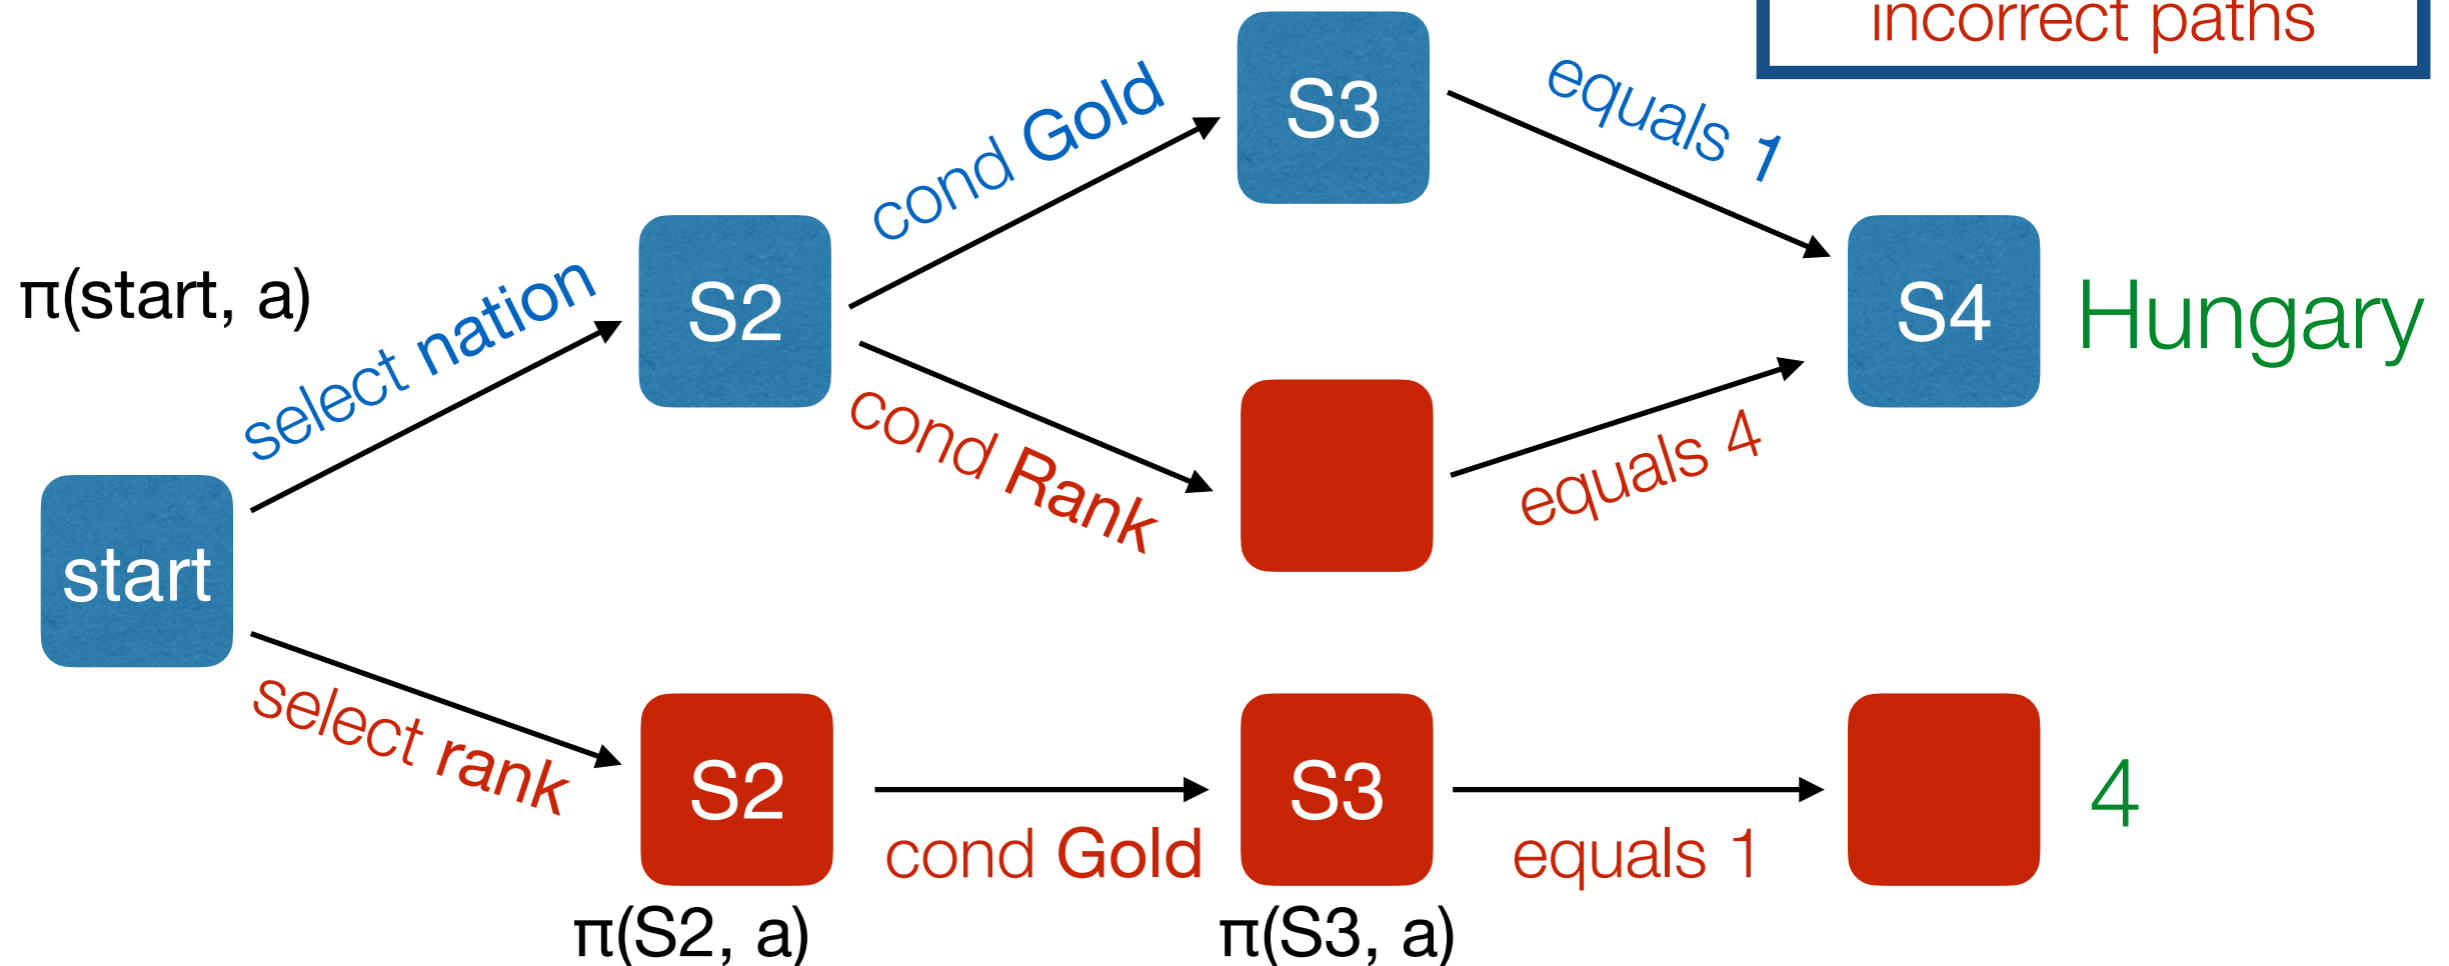 incorrect paths
S3
equals 1
cond Gold
π(start, a)
select nation
S2
S4
Hungary
cond Rank
equals 4
start
select rank
S2
cond Gold
S3
equals 1
4
π(S2, a)
π(S3, a)